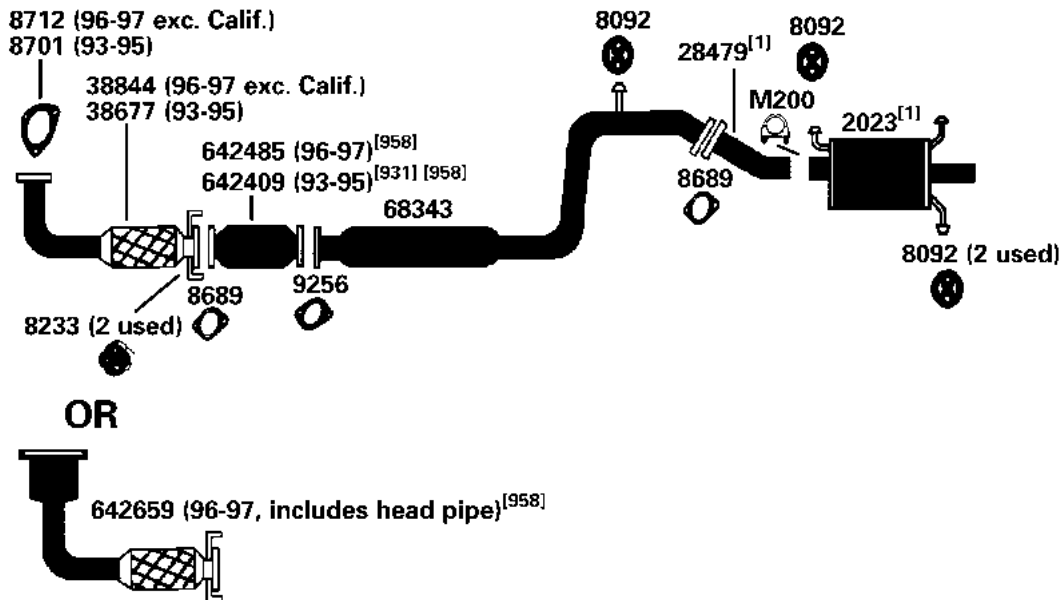 8712 (96-97 exc. Calif.)
8701 (93-95)
38844 (96-97 exc. Calif.)
38677 (93-95)
642485 (96-97)[958]
642409 (93-95)[931] [958]
68343
8092
28479[1]
8092
M200
2023[1]
8689
8092 (2 used)
8689
9256
8233 (2 used)
OR
642659 (96-97, includes head pipe)[958]